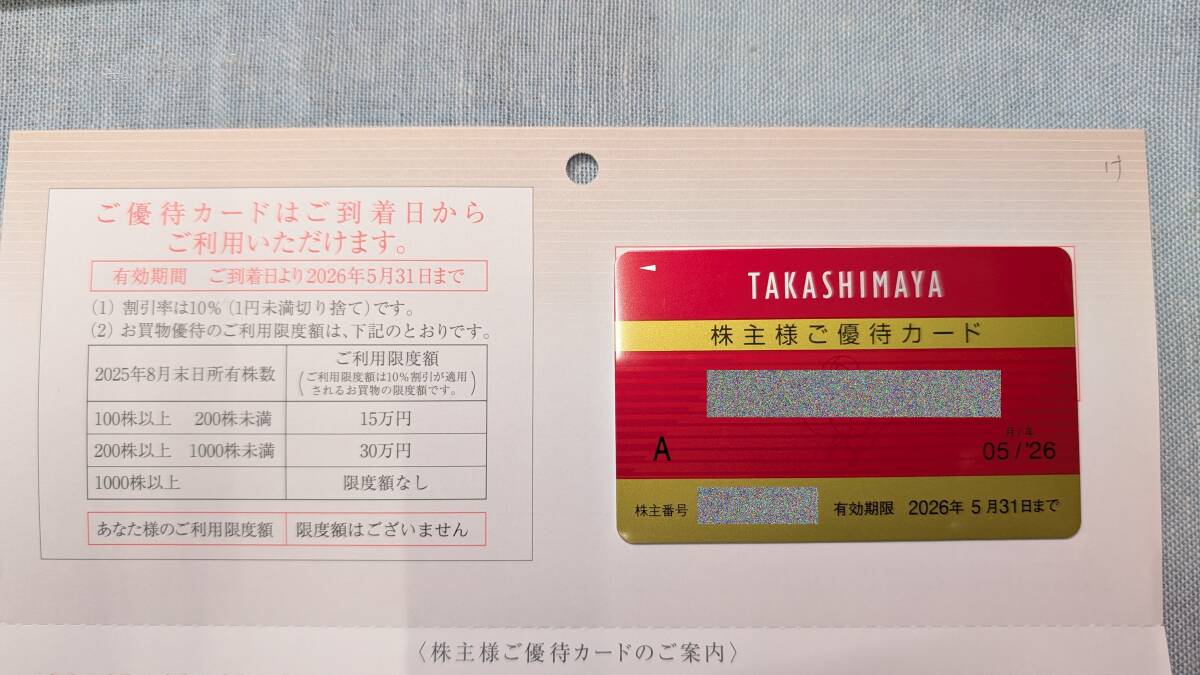 ご優待カードはご到着日から
ご利用いただけます。
有効期間 ご到着日より2026年5月31日まで
(1) 割引率は10%(1円未満切り捨て)です。
(2) お買物優待のご利用限度額は、下記のとおりです。
2025年8月末日所有株数
ご利用限度額
(ご利用限度額は10%割引が適用
されるお買物の限度額です。)
100株以上 200株未満 15万円
200株以上 1000株未満 30万円
1000株以上 限度額なし
あなた様のご利用限度額 限度額はございません
け
TAKASHIMAYA
株主様ご優待カード
A
月/年
05/'26
株主番号
有効期限 2026年 5月31日まで
〈株主様ご優待カードのご案内〉